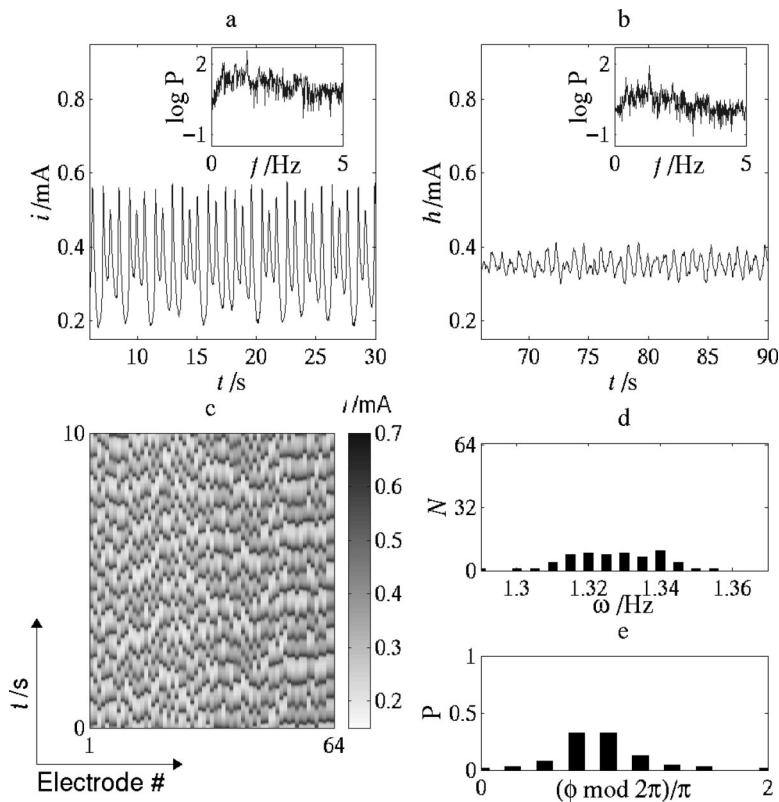 a
b
2
log P
-1
0
f /Hz
5
0.8
0.6
i /mA
0.4
0.2
10
15
20
25
30
t /s
2
log P
-1
0
f /Hz
5
0.8
0.6
h /mA
0.4
0.2
70
75
80
85
90
t /s
c
i /mA
10
0
t /s
1
64
Electrode #
0.7
0.6
0.5
0.4
0.3
0.2
d
64
N
32
0
1.3
1.32
1.34
1.36
ω /Hz
e
1
P
0.5
0
0
(ϕ mod 2π)/π
2